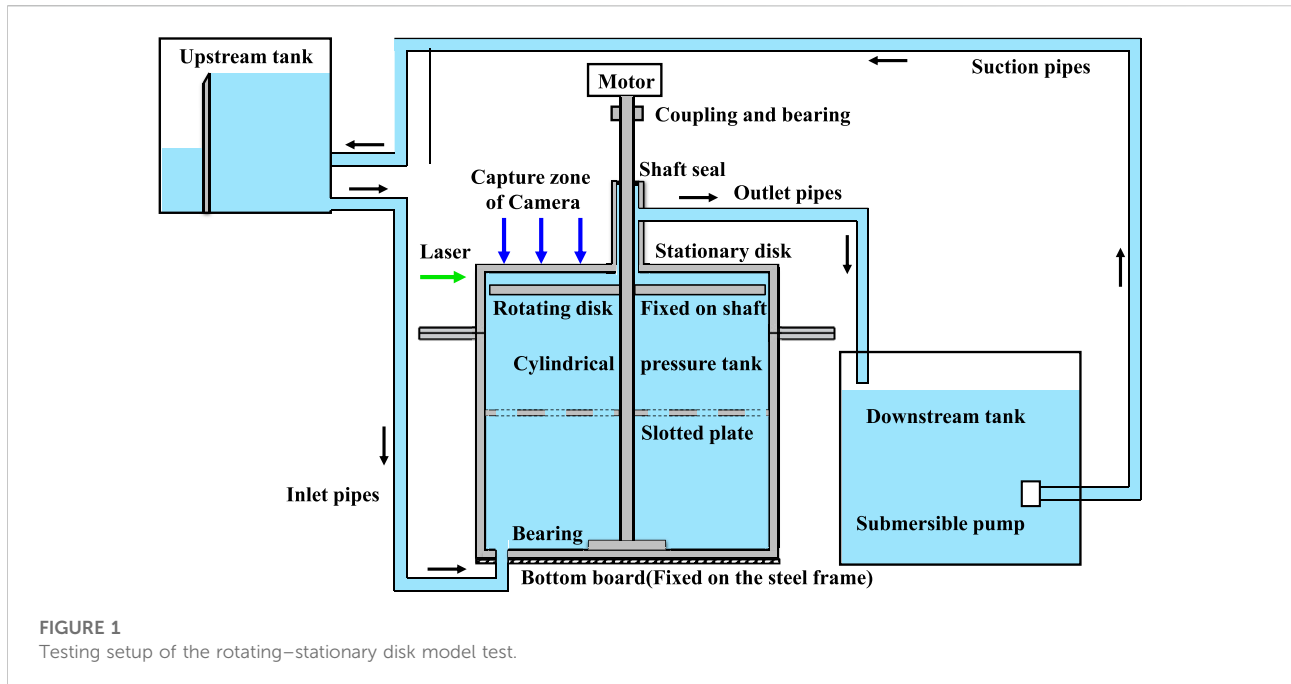 Upstream tank
Suction pipes
Motor
Coupling and bearing
Shaft seal
Capture zone
of Camera
Outlet pipes
Laser
Stationary disk
Rotating disk
Fixed on shaft
Cylindrical
pressure tank
Downstream tank
Slotted plate
Inlet pipes
Submersible pump
Bearing
Bottom board(Fixed on the steel frame)
FIGURE 1
Testing setup of the rotating–stationary disk model test.